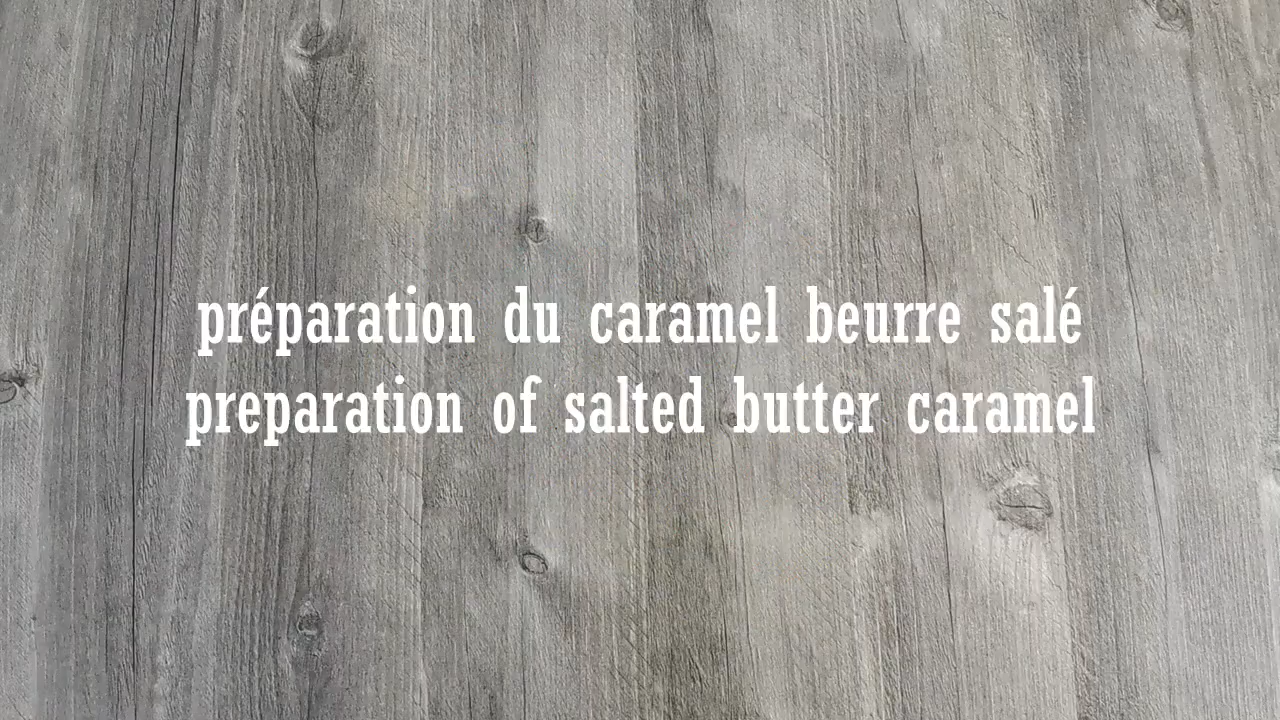 préparation du caramel beurre salé
preparation of salted butter caramel